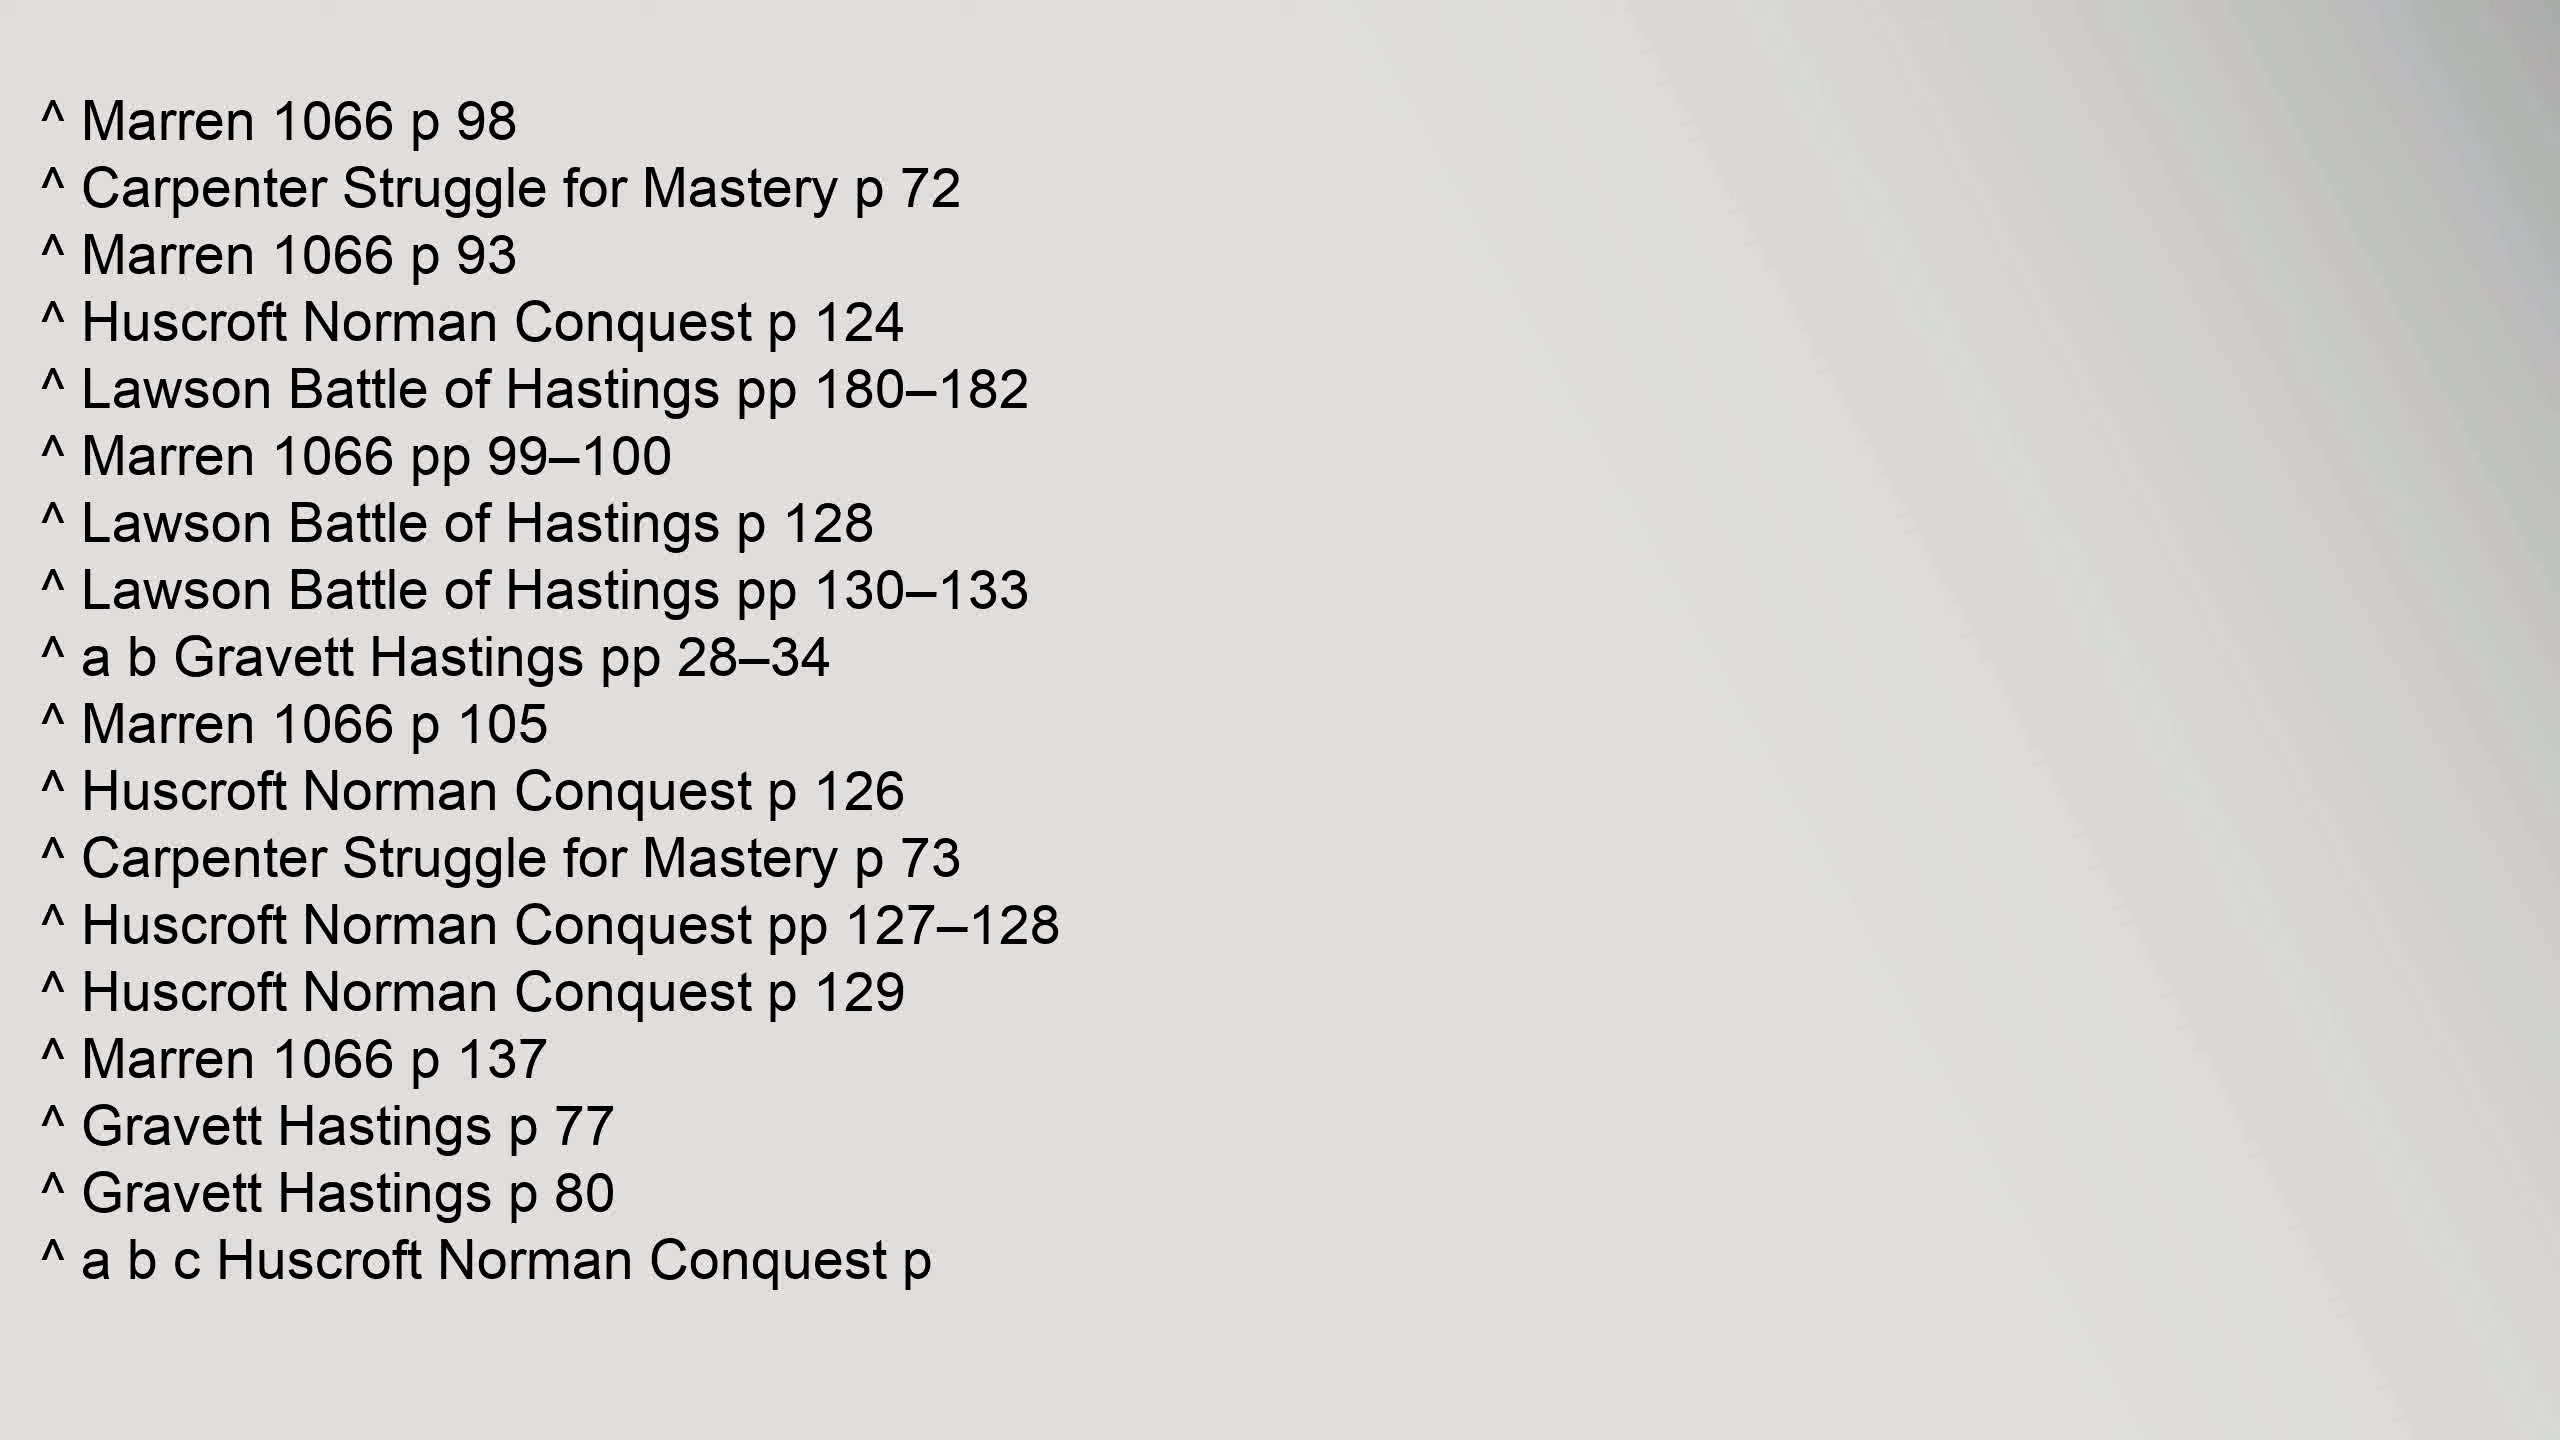 ^ Marren 1066 p 98
^ Carpenter Struggle for Mastery p 72
^ Marren 1066 p 93
^ Huscroft Norman Conquest p 124
^ Lawson Battle of Hastings pp 180–182
^ Marren 1066 pp 99–100
^ Lawson Battle of Hastings p 128
^ Lawson Battle of Hastings pp 130–133
^ a b Gravett Hastings pp 28–34
^ Marren 1066 p 105
^ Huscroft Norman Conquest p 126
^ Carpenter Struggle for Mastery p 73
^ Huscroft Norman Conquest pp 127–128
^ Huscroft Norman Conquest p 129
^ Marren 1066 p 137
^ Gravett Hastings p 77
^ Gravett Hastings p 80
^ a b c Huscroft Norman Conquest p